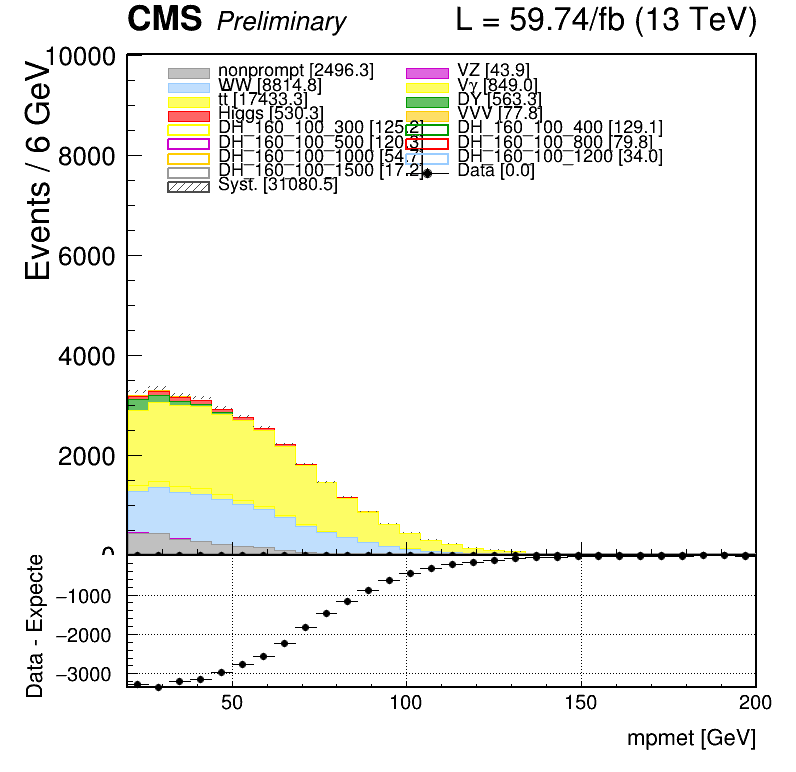 CMS Preliminary L = 59.74/fb (13 TeV)
Events / 6 GeV
10000
8000
6000
4000
2000
0
nonprompt [2496.3] VZ [43.9]
WW [8814.8] Vγ [849.0]
tt [17433.3] DY [563.3]
Higgs [530.3] VVV [77.8]
DH_160_100_300 [125.2] DH_160_100_400 [129.1]
DH_160_100_500 [120.3] DH_160_100_800 [79.8]
DH_160_100_1000 [54.7] DH_160_100_1200 [34.0]
DH_160_100_1500 [17.2] Data [0.0]
Syst. [31080.5]
Data - Expecte
−1000
−2000
−3000
50 100 150 200
mpmet [GeV]